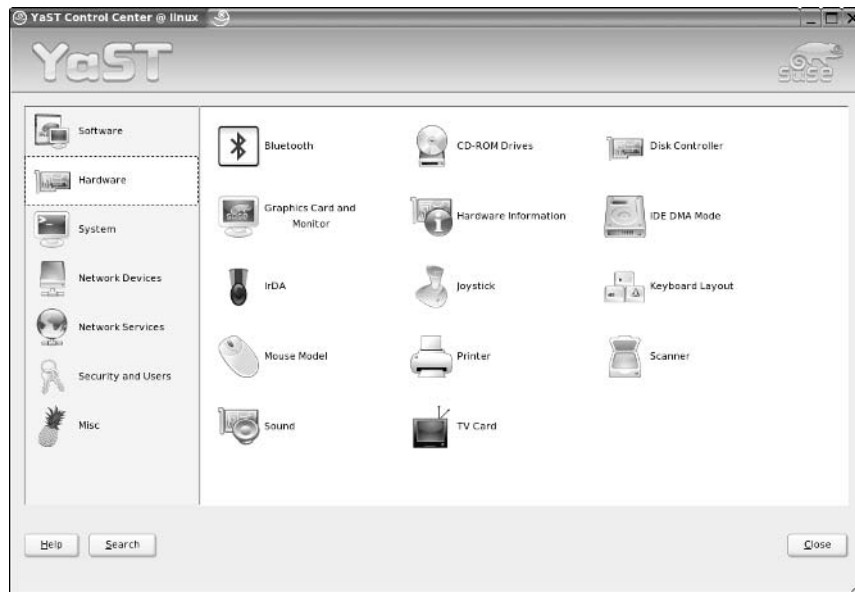 YaST Control Center @ linux
YaST
SUSE
Software
Hardware
System
Network Devices
Network Services
Security and Users
Misc
Bluetooth
CD-ROM Drives
Disk Controller
Graphics Card and
Monitor
Hardware Information
IDE DMA Mode
IrDA
Joystick
Keyboard Layout
Mouse Model
Printer
Scanner
Sound
TV Card
Help
Search
Close